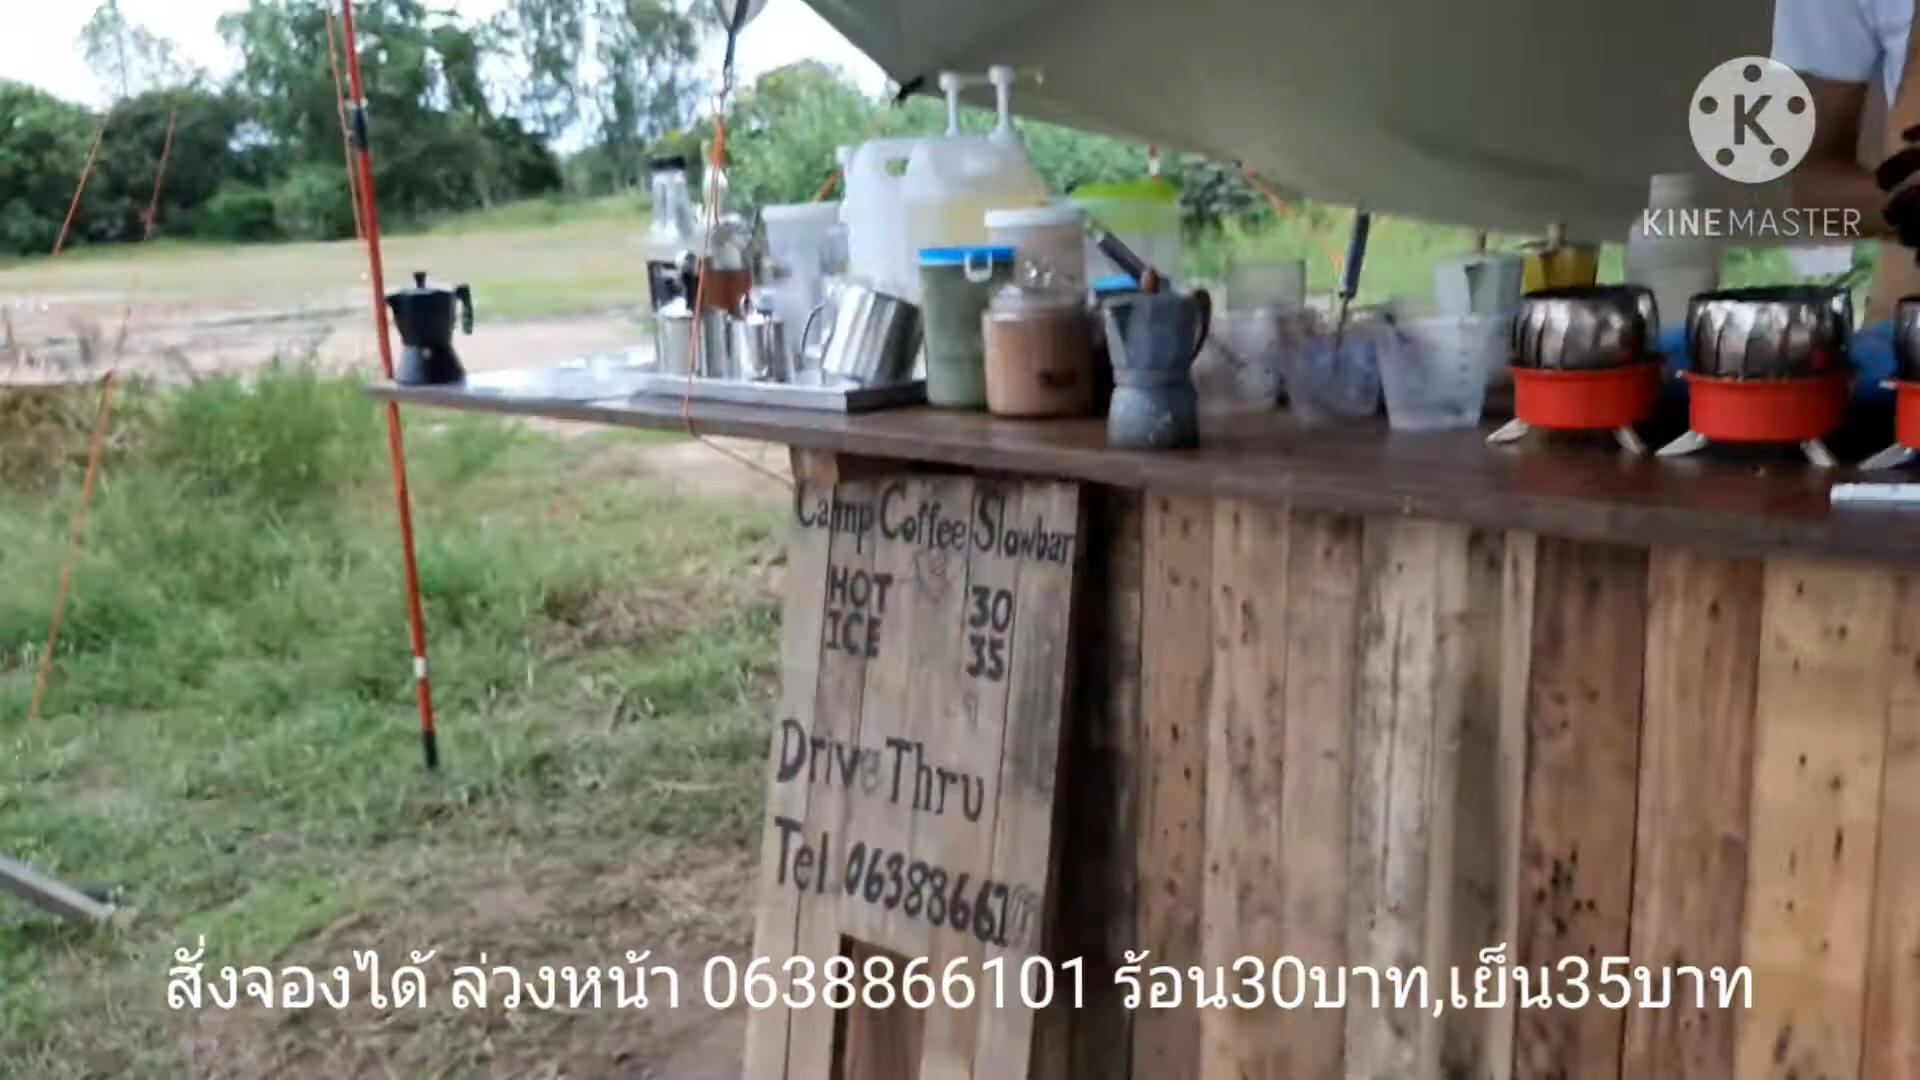 K
KINEMASTER
Camp Coffee Slowbar
HOT 30
ICE 35
Drive Thru
Tel. 063886610
สั่งจองได้ ล่วงหน้า 0638866101 ร้อน30บาท,เย็น35บาท